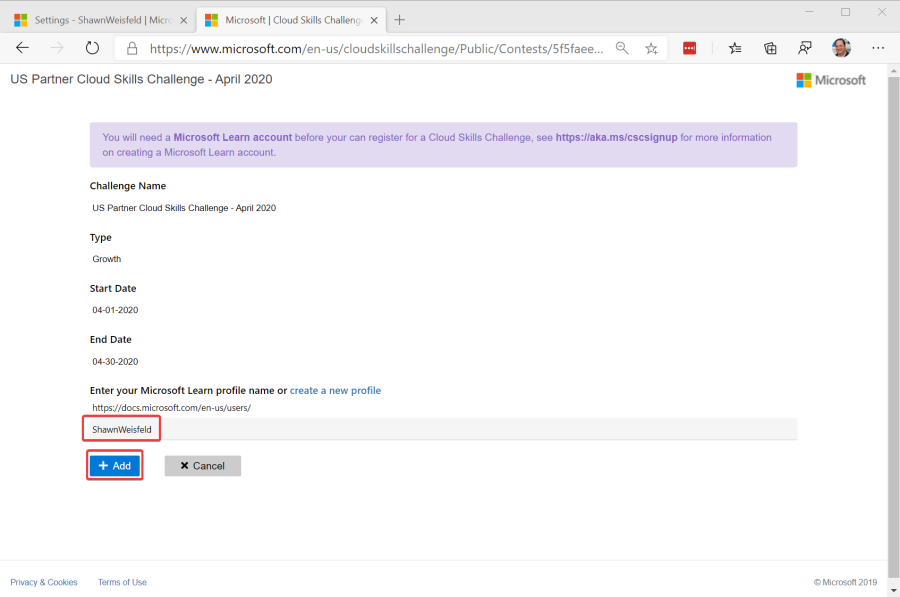 Settings - ShawnWeisfeld | Micro
Microsoft | Cloud Skills Challeng
https://www.microsoft.com/en-us/cloudskillschallenge/Public/Contests/5f5faee...
US Partner Cloud Skills Challenge - April 2020
Microsoft
You will need a Microsoft Learn account before your can register for a Cloud Skills Challenge, see https://aka.ms/cscsignup for more information
on creating a Microsoft Learn account.
Challenge Name
US Partner Cloud Skills Challenge - April 2020
Type
Growth
Start Date
04-01-2020
End Date
04-30-2020
Enter your Microsoft Learn profile name or create a new profile
https://docs.microsoft.com/en-us/users/
ShawnWeisfeld
+ Add
× Cancel
Privacy & Cookies
Terms of Use
© Microsoft 2019